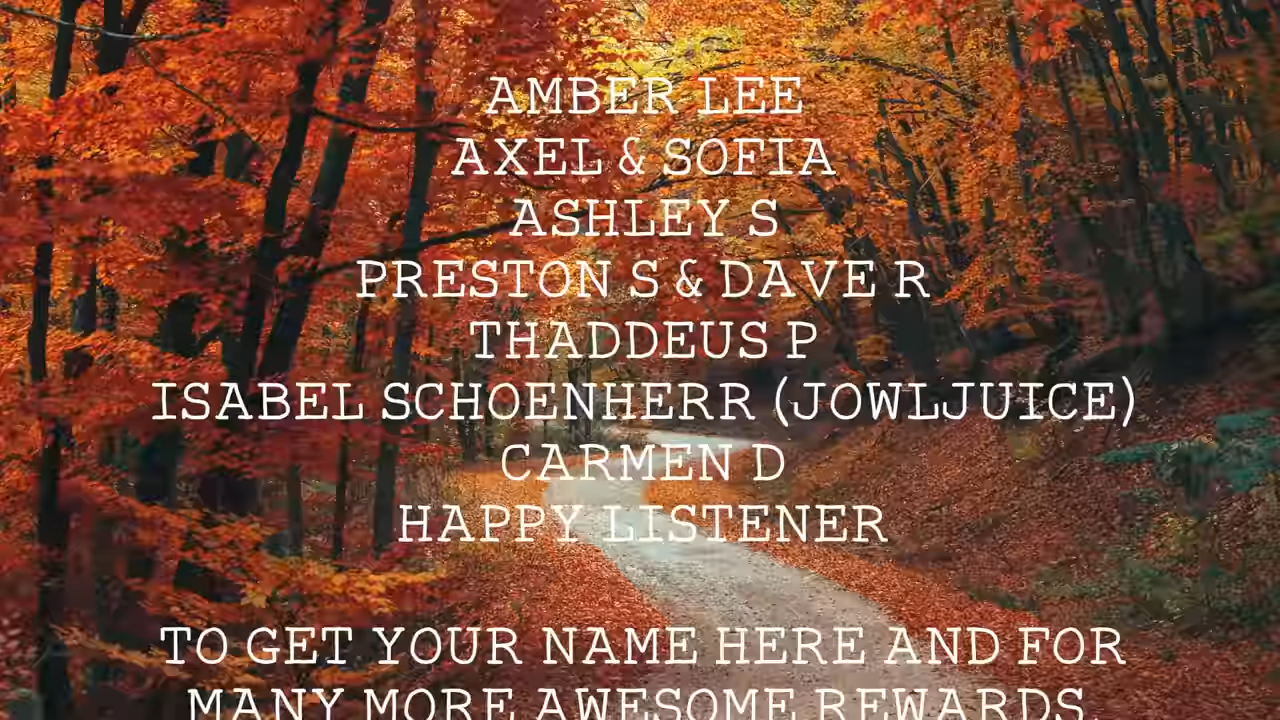 AMBER LEE
AXEL & SOFIA
ASHLEY S
PRESTON S & DAVE R
THADDEUS P
ISABEL SCHOENHERR (JOWLJUICE)
CARMEN D
HAPPY LISTENER
TO GET YOUR NAME HERE AND FOR
MANY MORE AWESOME REWARDS